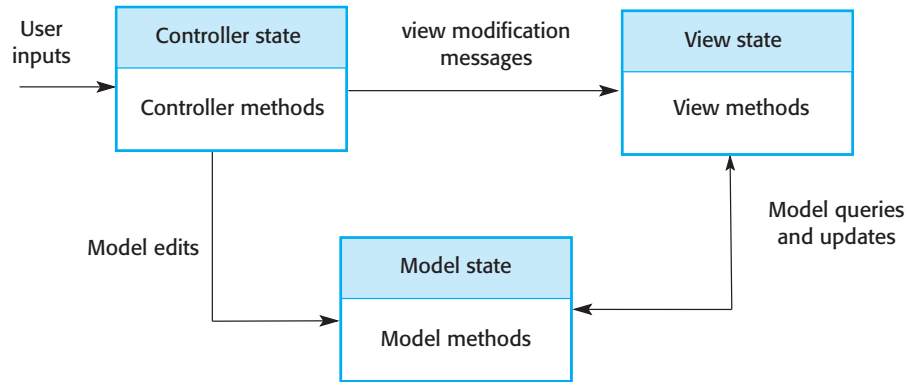 User
inputs
Controller state
Controller methods
view modification
messages
View state
View methods
Model edits
Model state
Model methods
Model queries
and updates